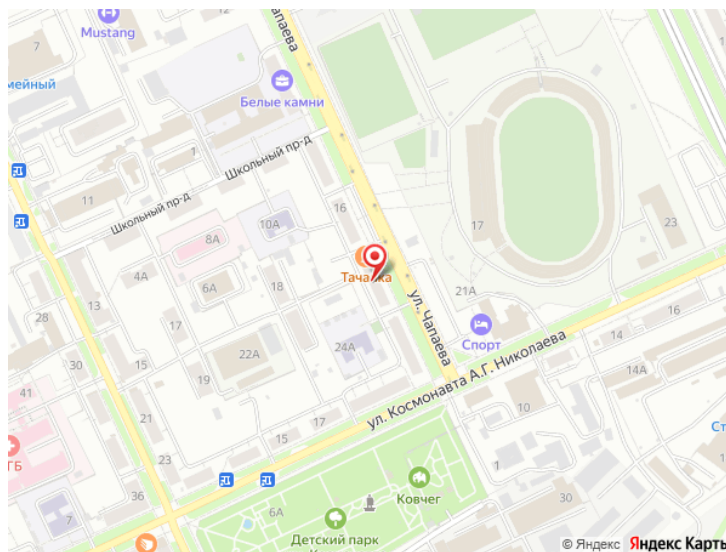 Mustang
7
мейный
Чапаева
Белые камни
1
Школьный пр-д
11
Школьный пр-д
16
10А
8А
17
23
4А
6А
18
Тачанка
21А
ул. Чапаева
Спорт
13
28
17
22А
24А
14
16
ул. Космонавта А.Г. Николаева
30
15
19
14А
41
21
17
10
15
Ст
23
ГБ
1
36
6А
Ковчег
30
7
Детский парк
© Яндекс Яндекс Карты